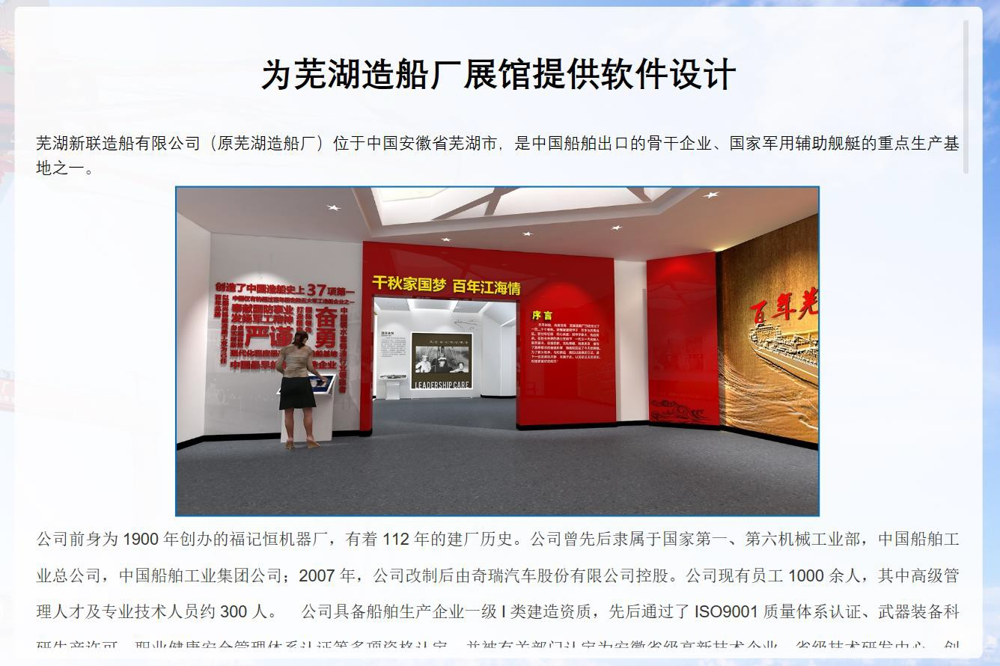 为芜湖造船厂展馆提供软件设计
芜湖新联造船有限公司（原芜湖造船厂）位于中国安徽省芜湖市，是中国船舶出口的骨干企业、国家军用辅助舰艇的重点生产基
地之一。
创造了中国造船史上37项第一
奉献国防事业
发扬军工精神
严谨
奋勇
千秋家国梦 百年江海情
序言
LEADERSHIP CARE
百年芜
公司前身为 1900 年创办的福记恒机器厂，有着 112 年的建厂历史。公司曾先后隶属于国家第一、第六机械工业部，中国船舶工
业总公司，中国船舶工业集团公司；2007 年，公司改制后由奇瑞汽车股份有限公司控股。公司现有员工 1000 余人，其中高级管
理人才及专业技术人员约 300 人。 公司具备船舶生产企业一级 I 类建造资质，先后通过了 ISO9001 质量体系认证、武器装备科
研生产许可、职业健康安全管理体系认证等多项资格认定，并被有关部门认定为安徽省级高新技术企业、省级技术研发中心、创